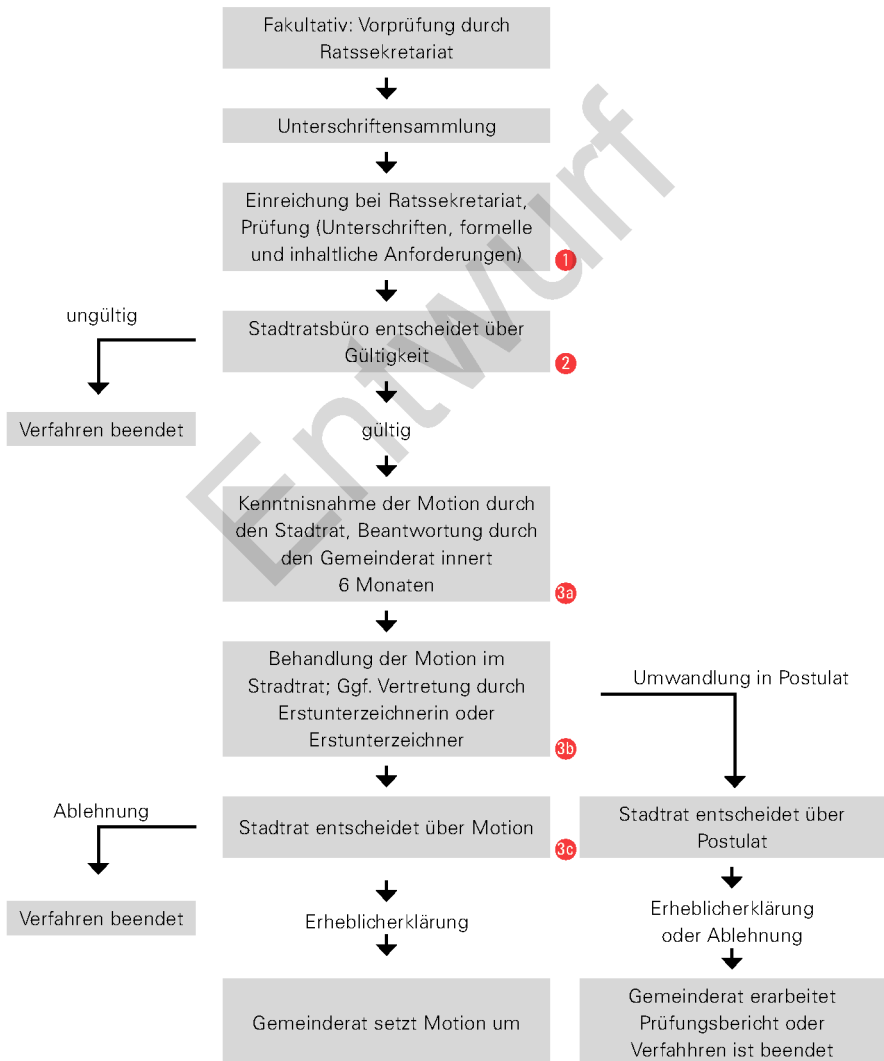 Fakultativ: Vorprüfung durch
Ratssekretariat
Unterschriftensammlung
Einreichung bei Ratssekretariat,
Prüfung (Unterschriften, formelle
und inhaltliche Anforderungen)
1
ungültig
Stadtratsbüro entscheidet über
Gültigkeit
2
Verfahren beendet
gültig
Kenntnisnahme der Motion durch
den Stadtrat, Beantwortung durch
den Gemeinderat innert
6 Monaten
3a
Behandlung der Motion im
Stradtrat; Ggf. Vertretung durch
Erstunterzeichnerin oder
Erstunterzeichner
3b
Umwandlung in Postulat
Ablehnung
Stadtrat entscheidet über Motion
3c
Stadtrat entscheidet über
Postulat
Verfahren beendet
Erheblicherklärung
Erheblicherklärung
oder Ablehnung
Gemeinderat setzt Motion um
Gemeinderat erarbeitet
Prüfungsbericht oder
Verfahhren ist beendet
Entwurf